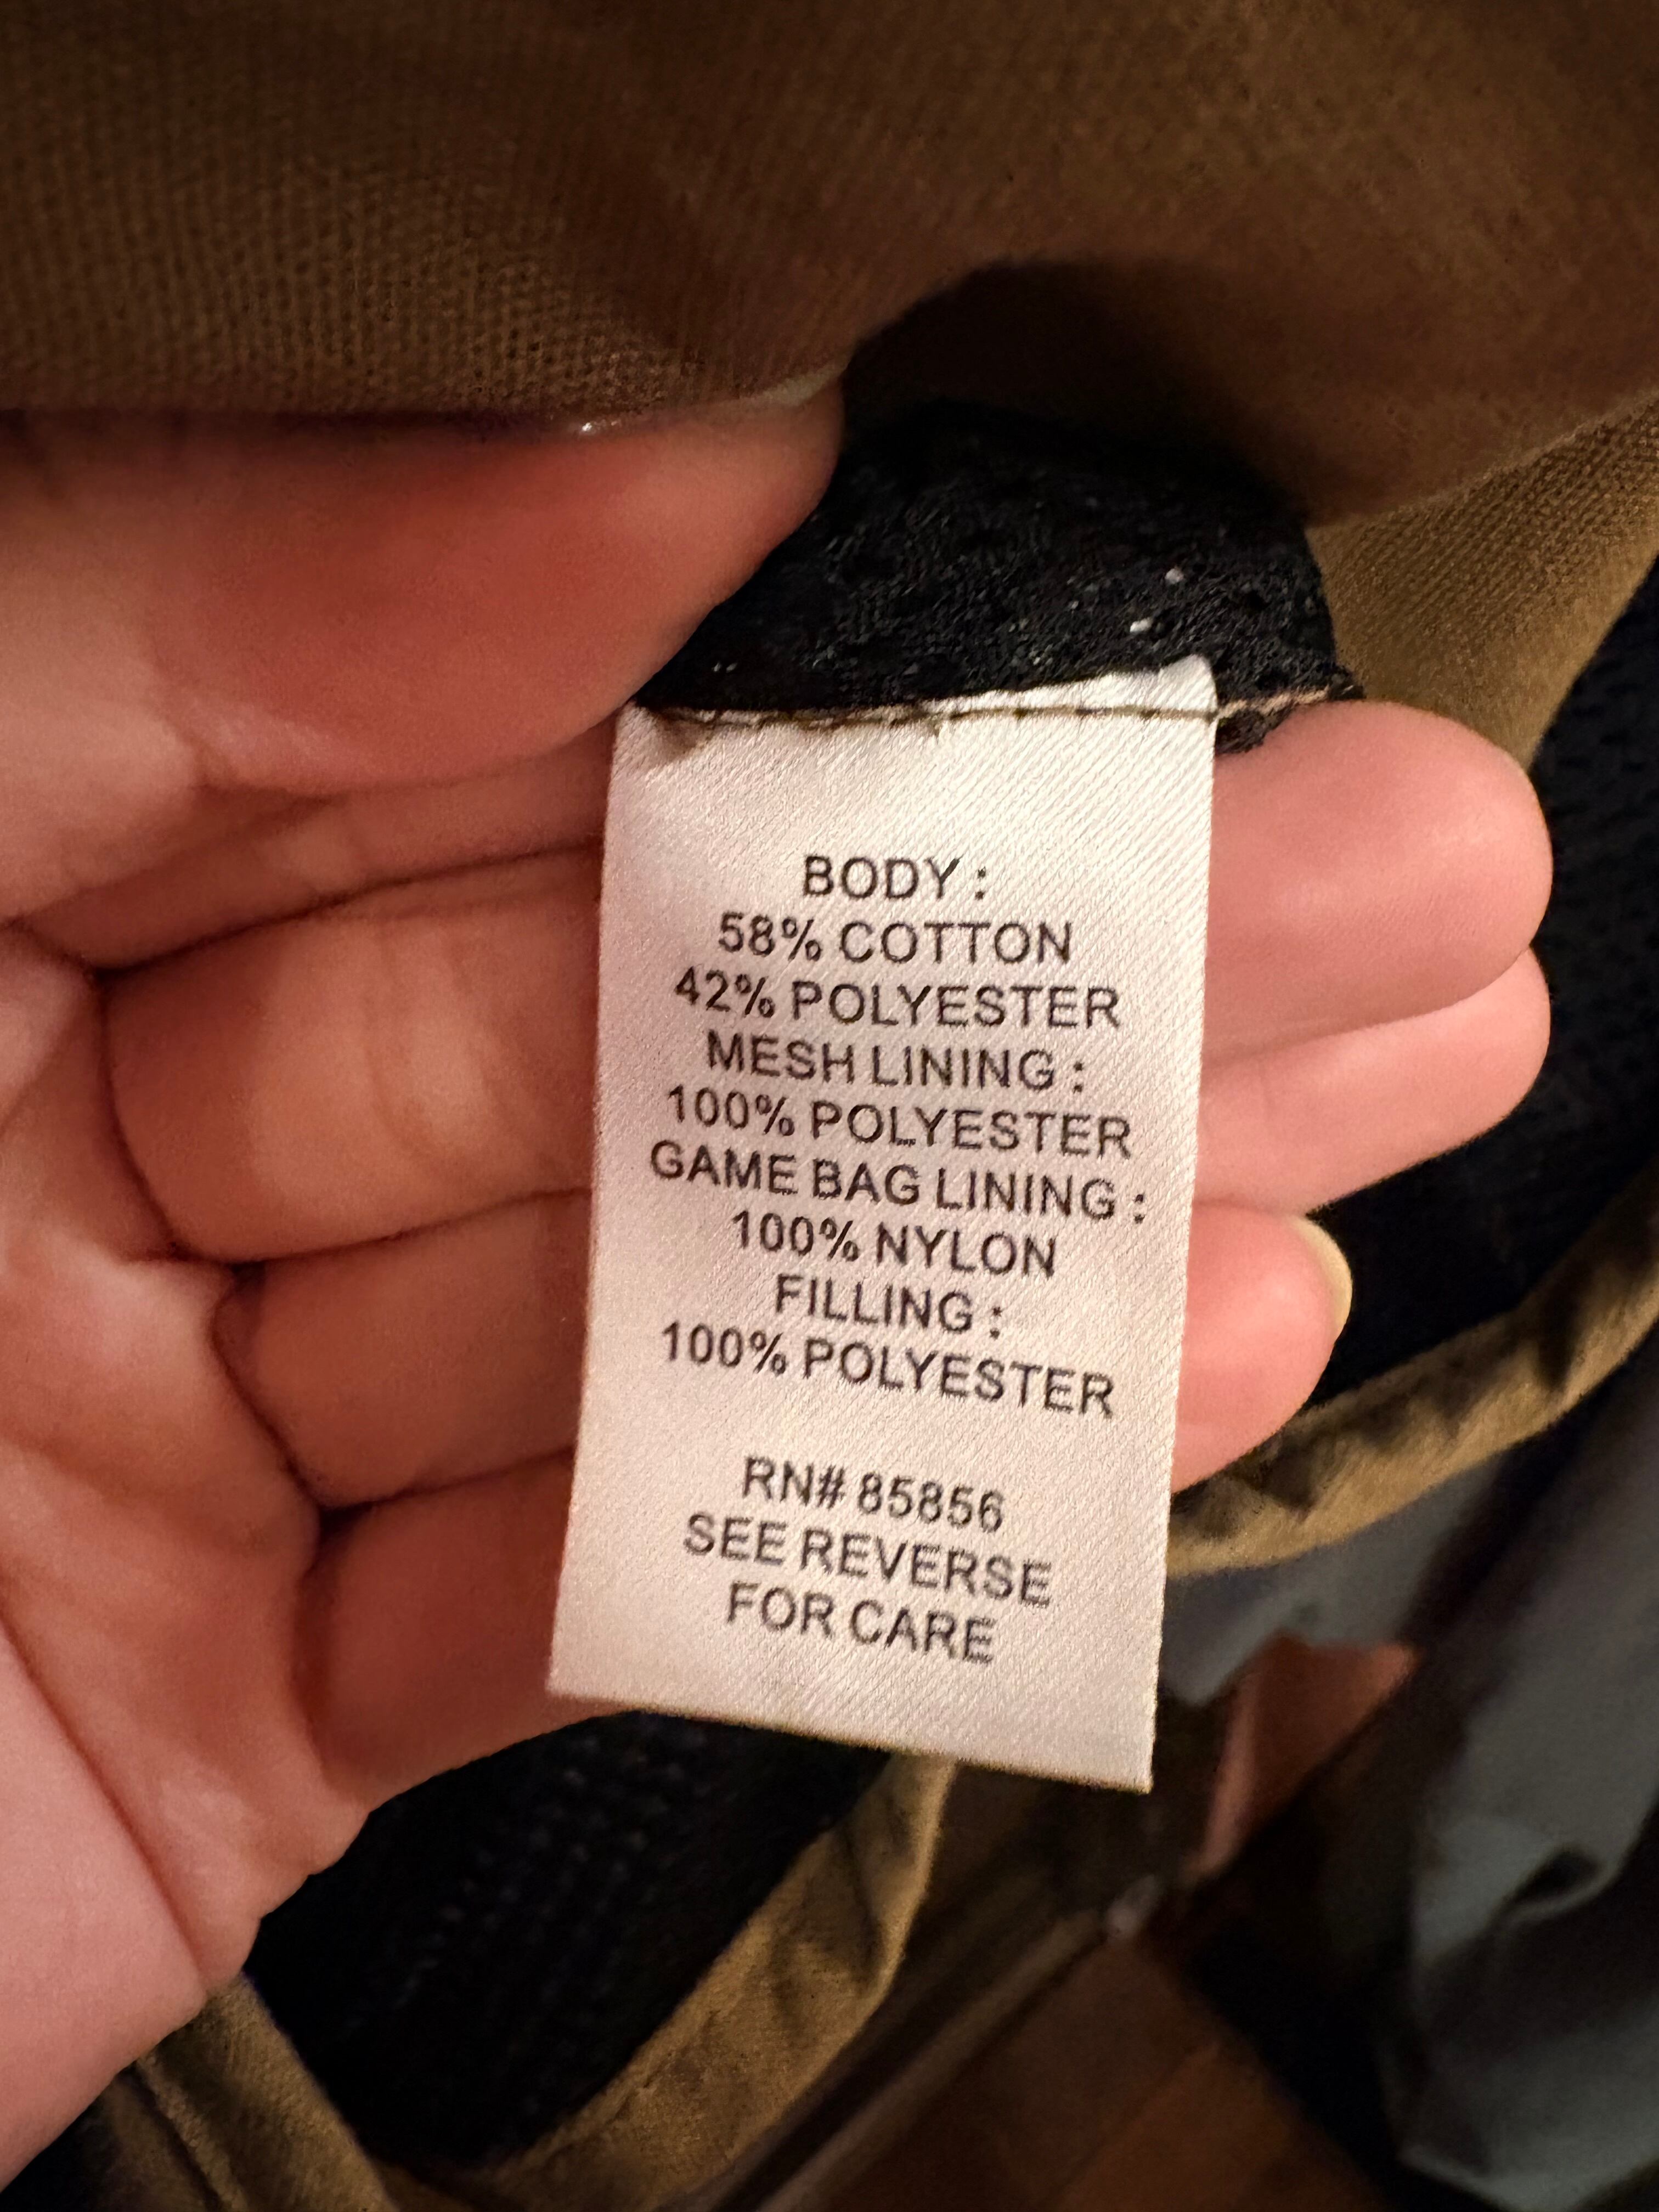 BODY :
58% COTTON
42% POLYESTER
MESH LINING :
100% POLYESTER
GAME BAG LINING :
100% NYLON
FILLING :
100% POLYESTER
RN# 85856
SEE REVERSE
FOR CARE